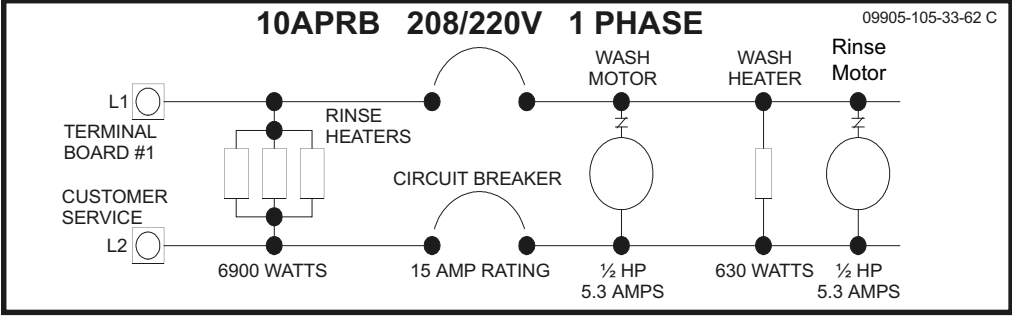 10APRB 208/220V 1 PHASE
09905-105-33-62 C
WASH
MOTOR
WASH
HEATER
Rinse
Motor
L1
TERMINAL
BOARD #1
RINSE
HEATERS
CUSTOMER
SERVICE
CIRCUIT BREAKER
L2
6900 WATTS
15 AMP RATING
½ HP
5.3 AMPS
630 WATTS
½ HP
5.3 AMPS